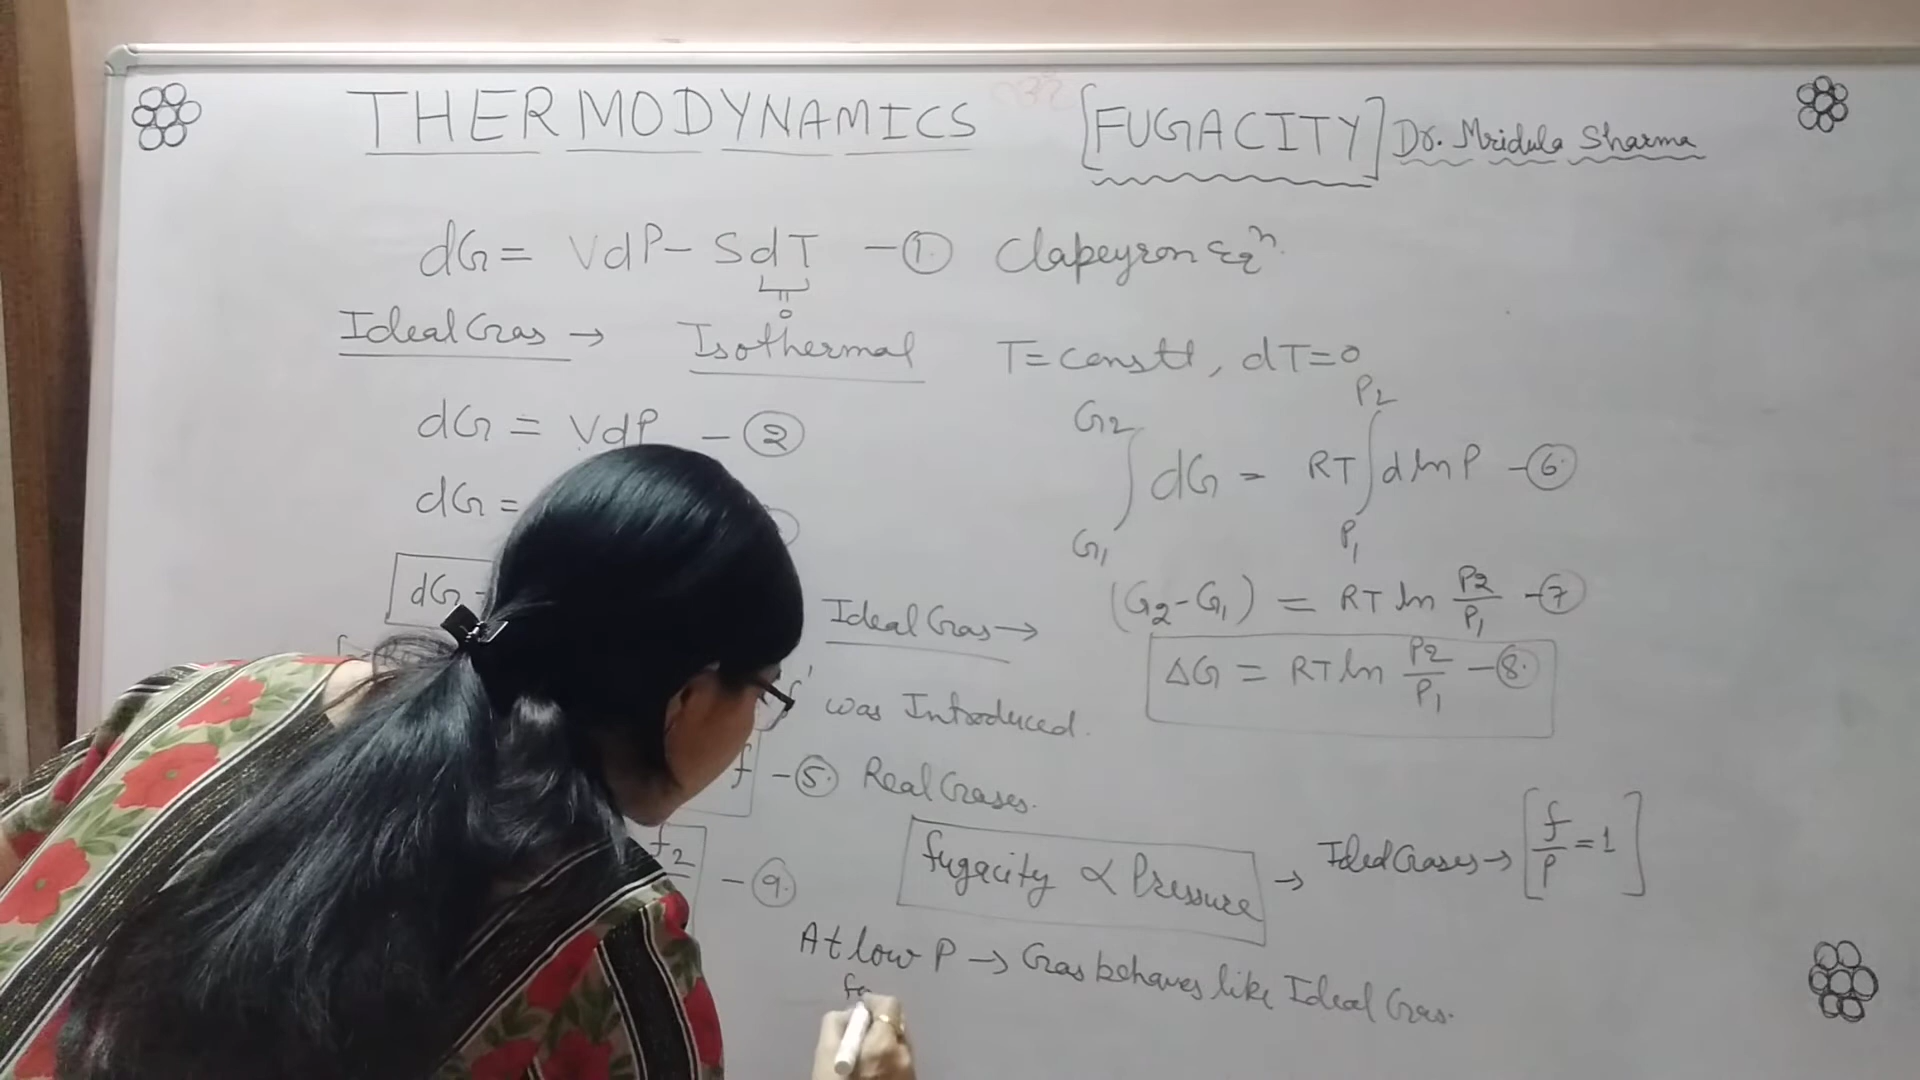 THERMODYNAMICS [FUGACITY] Dr. Mridula Sharma
dG = VdP - SdT - ① Clapeyron Eqⁿ.
= 0
Ideal Gas → Isothermal T = constt, dT=0
dG = VdP - ②
dG =
dG
∫_{G1}^{G2} dG = RT ∫_{P1}^{P2} d ln P - ⑥
(G2-G1) = RT ln P2/P1 - ⑦
Ideal Gas →
ΔG = RT ln P2/P1 - ⑧
f' was Introduced.
f - ⑤ Real Gases.
f2 - ⑨
fugacity ∝ Pressure → Ideal Gases → [f/P = 1]
At low P → Gas behaves like Ideal Gas.